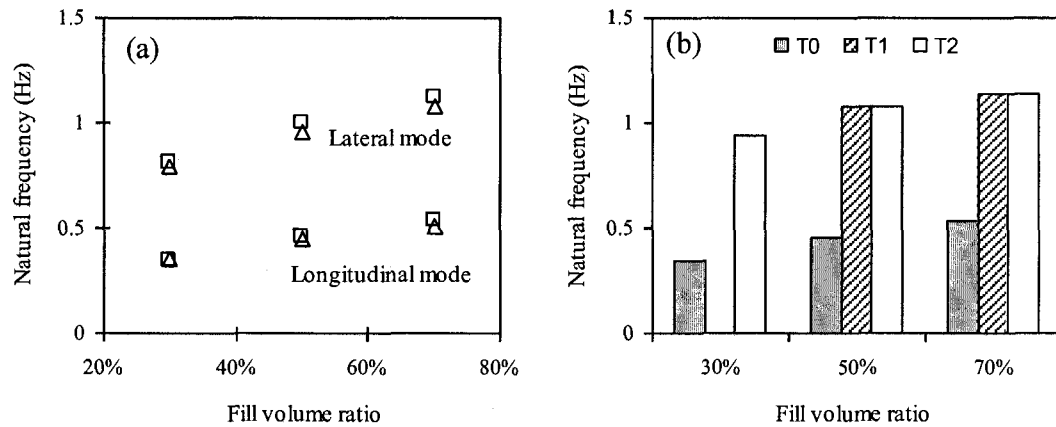 (a)
1.5
1
0.5
0
Natural frequency (Hz)
Lateral mode
Longitudinal mode
20% 40% 60% 80%
Fill volume ratio
(b)
T0 T1 T2
1.5
1
0.5
0
Natural frequency (Hz)
30% 50% 70%
Fill volume ratio